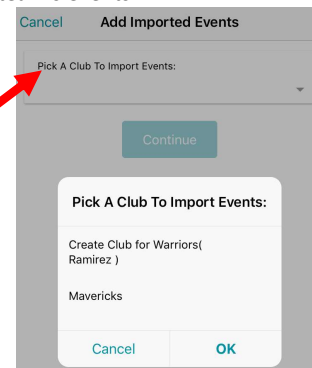 Cancel Add Imported Events
Pick A Club To Import Events:
Continue
Pick A Club To Import Events:
Create Club for Warriors(
Ramirez )
Mavericks
Cancel OK